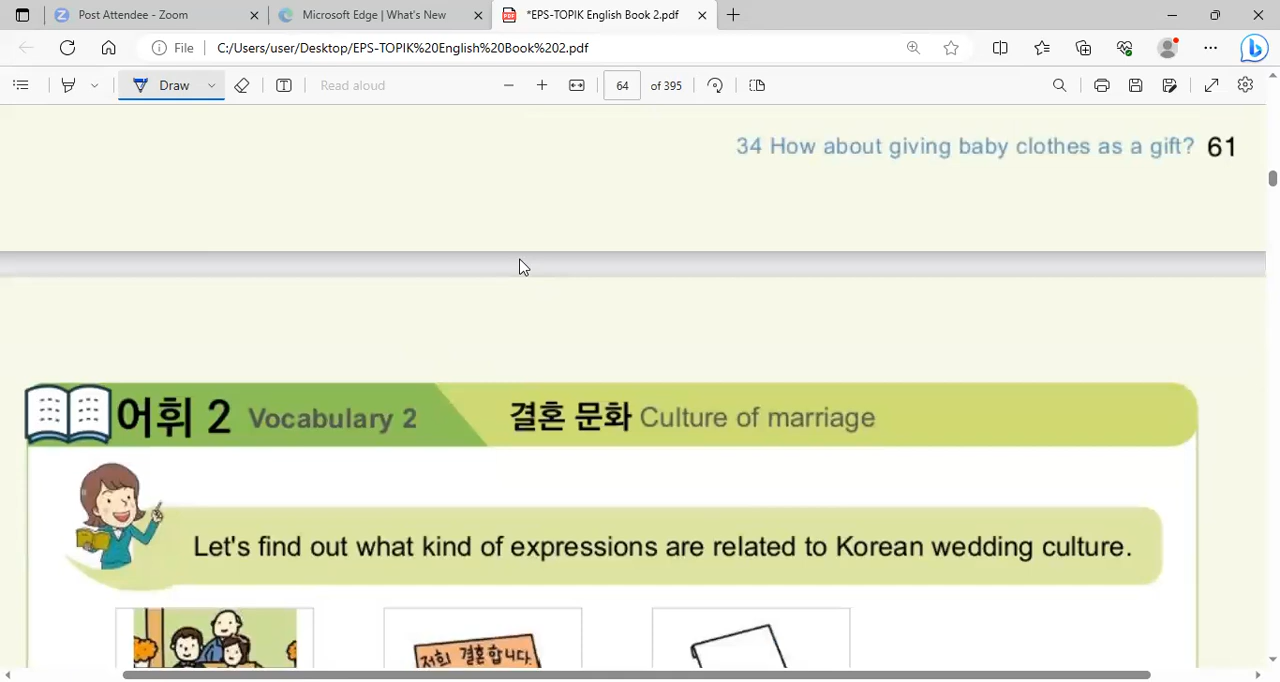 Post Attendee - Zoom
Microsoft Edge | What's New
*EPS-TOPIK English Book 2.pdf
File
C:/Users/user/Desktop/EPS-TOPIK%20English%20Book%202.pdf
Draw
Read aloud
64
of 395
34 How about giving baby clothes as a gift? 61
어휘 2 Vocabulary 2
결혼 문화 Culture of marriage
Let's find out what kind of expressions are related to Korean wedding culture.
저희 결혼합니다.